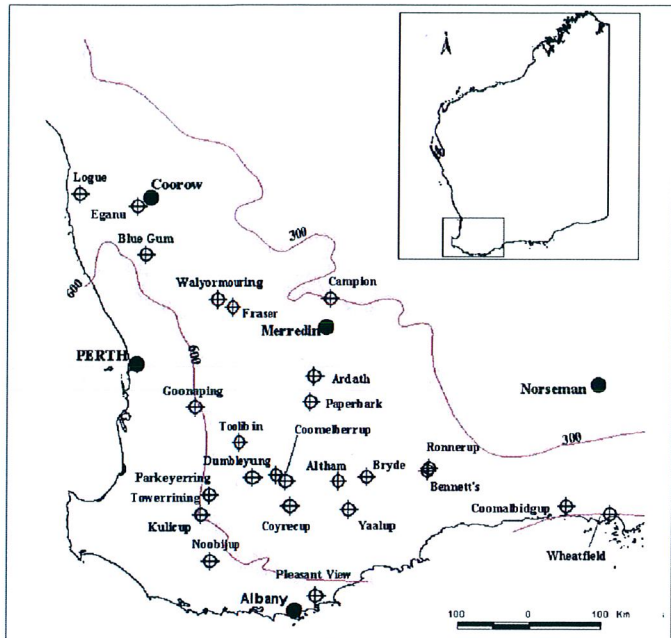 Logue
Coorow
Eganu
Blue Gum
300
600
Walyormouring
Campion
Fraser
Merredin
PERTH
600
Ardath
Norseman
Goonaping
Paperbark
Toolibin
Coomelberrup
300
Ronnerup
Dumbleyung
Altham
Bryde
Parkeyerring
Bennett's
Towerrining
Coomalbidgup
Kulicup
Coyrecup
Yaalup
Noobijup
Wheatfield
Pleasant View
Albany
100 0 100 Km